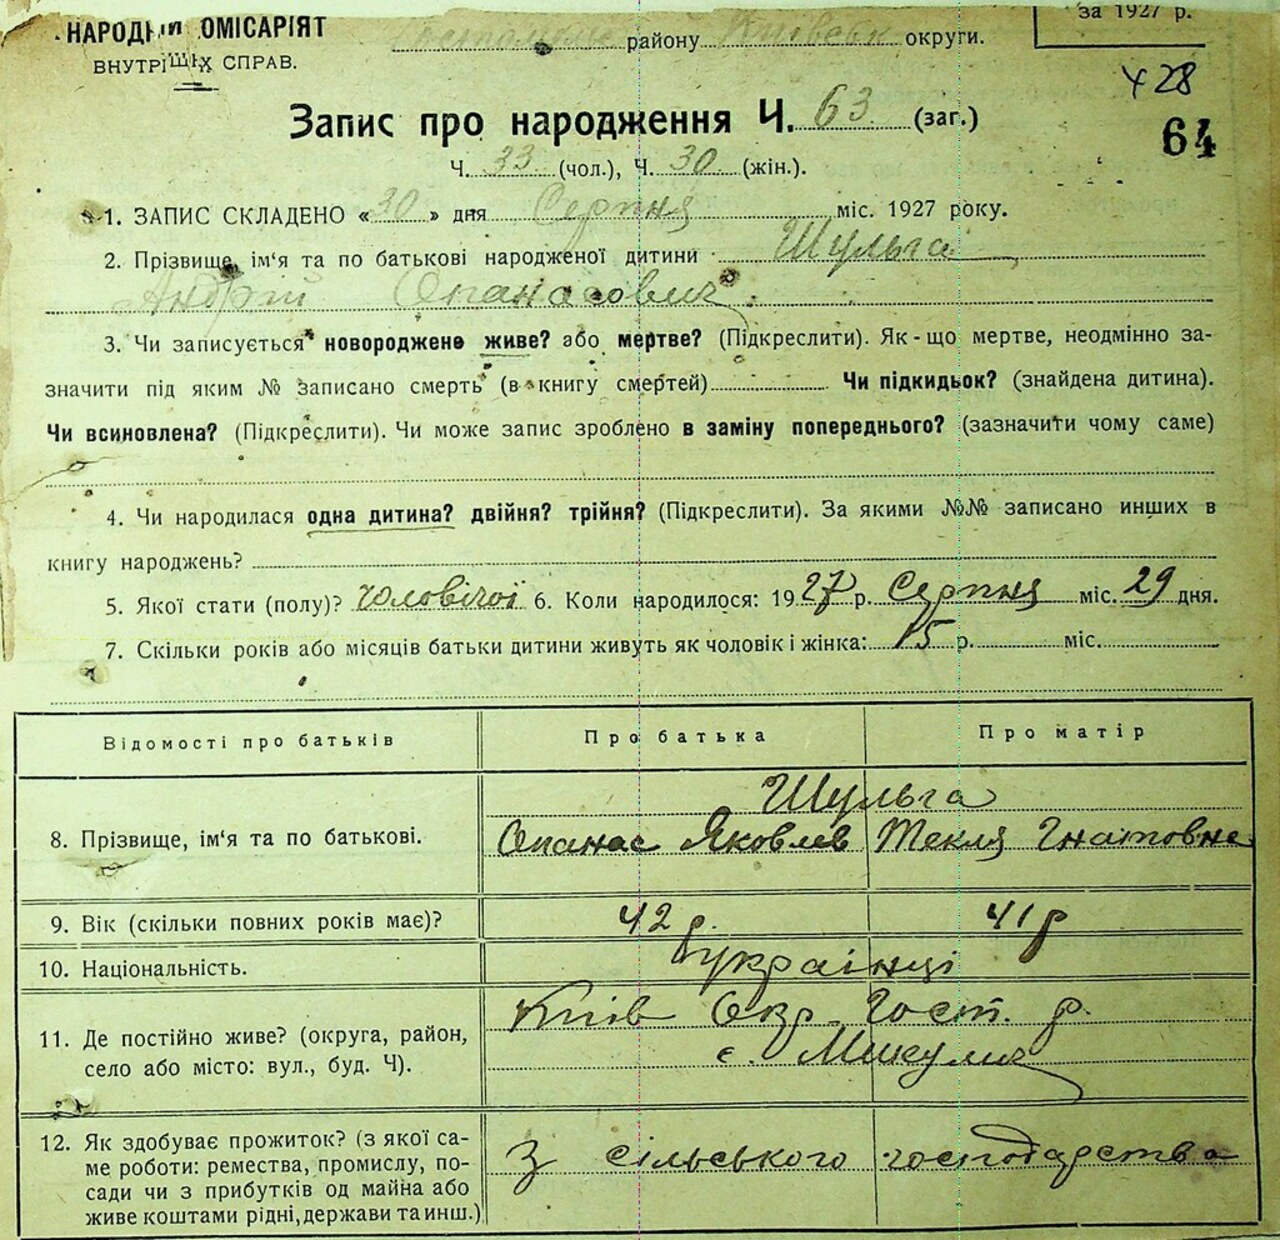 НАРОДНИЙ КОМІСАРІЯТ
ВНУТРІШНІХ СПРАВ.
району Київськ округи.
за 1927 р.
428
64
Запис про народження Ч. 63 (заг.)
Ч. 33 (чол.), Ч. 30 (жін.).
1. ЗАПИС СКЛАДЕНО «30» дня Серпня міс. 1927 року.
2. Прізвище, ім'я та по батькові народженої дитини Шульга
Андрій Опанасович.
3. Чи записується новороджене живе? або мертве? (Підкреслити). Як-що мертве, неодмінно за-
значити під яким № записано смерть (в книгу смертей) Чи підкидьок? (знайдена дитина).
Чи всиновлена? (Підкреслити). Чи може запис зроблено в заміну попереднього? (зазначити чому саме)
4. Чи народилася одна дитина? двійня? трійня? (Підкреслити). За якими №№ записано инших в
книгу народжень?
5. Якої стати (полу)? Чоловічої 6. Коли народилося: 1927 р. Серпня міс. 29 дня.
7. Скільки років або місяців батьки дитини живуть як чоловік і жінка: 15 р. міс.
Відомості про батьків Про батька Про матір
Шульга
8. Прізвище, ім'я та по батькові. Опанас Яковлев Текля Гнатовна
9. Вік (скільки повних років має)? 42 р. 41 р
10. Національність. Українці
Київ Окр. Гост. р.
11. Де постійно живе? (округа, район,
село або місто: вул., буд. Ч). с. Микулич
12. Як здобуває прожиток? (з якої са-
ме роботи: ремества, промислу, по-
сади чи з прибутків од майна або
живе коштами рідні, держави та инш.)
З сільського господарства